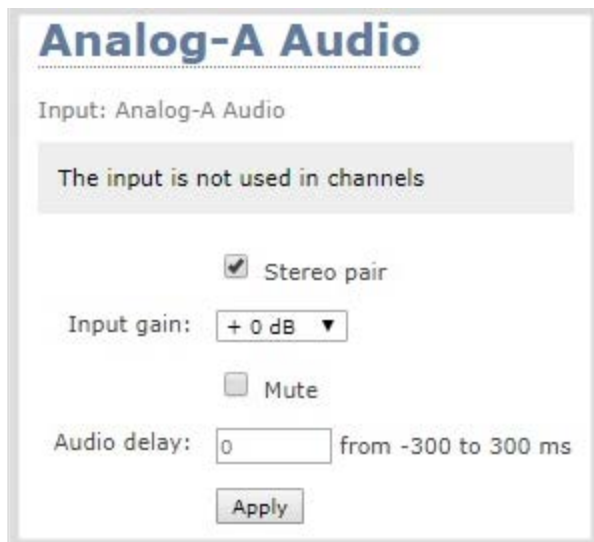 Analog-A Audio
Input: Analog-A Audio
The input is not used in channels
Stereo pair
Input gain: + 0 dB
Mute
Audio delay: 0 from -300 to 300 ms
Apply